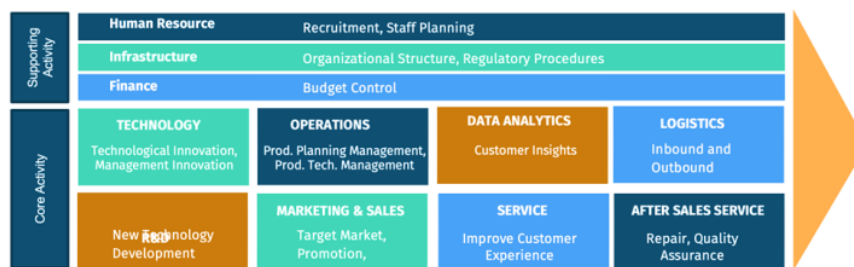 Supporting
Activity
Human Resource
Recruitment, Staff Planning
Infrastructure
Organizational Structure, Regulatory Procedures
Finance
Budget Control
Core Activity
TECHNOLOGY
Technological Innovation,
Management Innovation
OPERATIONS
Prod. Planning Management,
Prod. Tech. Management
DATA ANALYTICS
Customer Insights
LOGISTICS
Inbound and
Outbound
R&D
New Technology
Development
MARKETING & SALES
Target Market,
Promotion,
SERVICE
Improve Customer
Experience
AFTER SALES SERVICE
Repair, Quality
Assurance